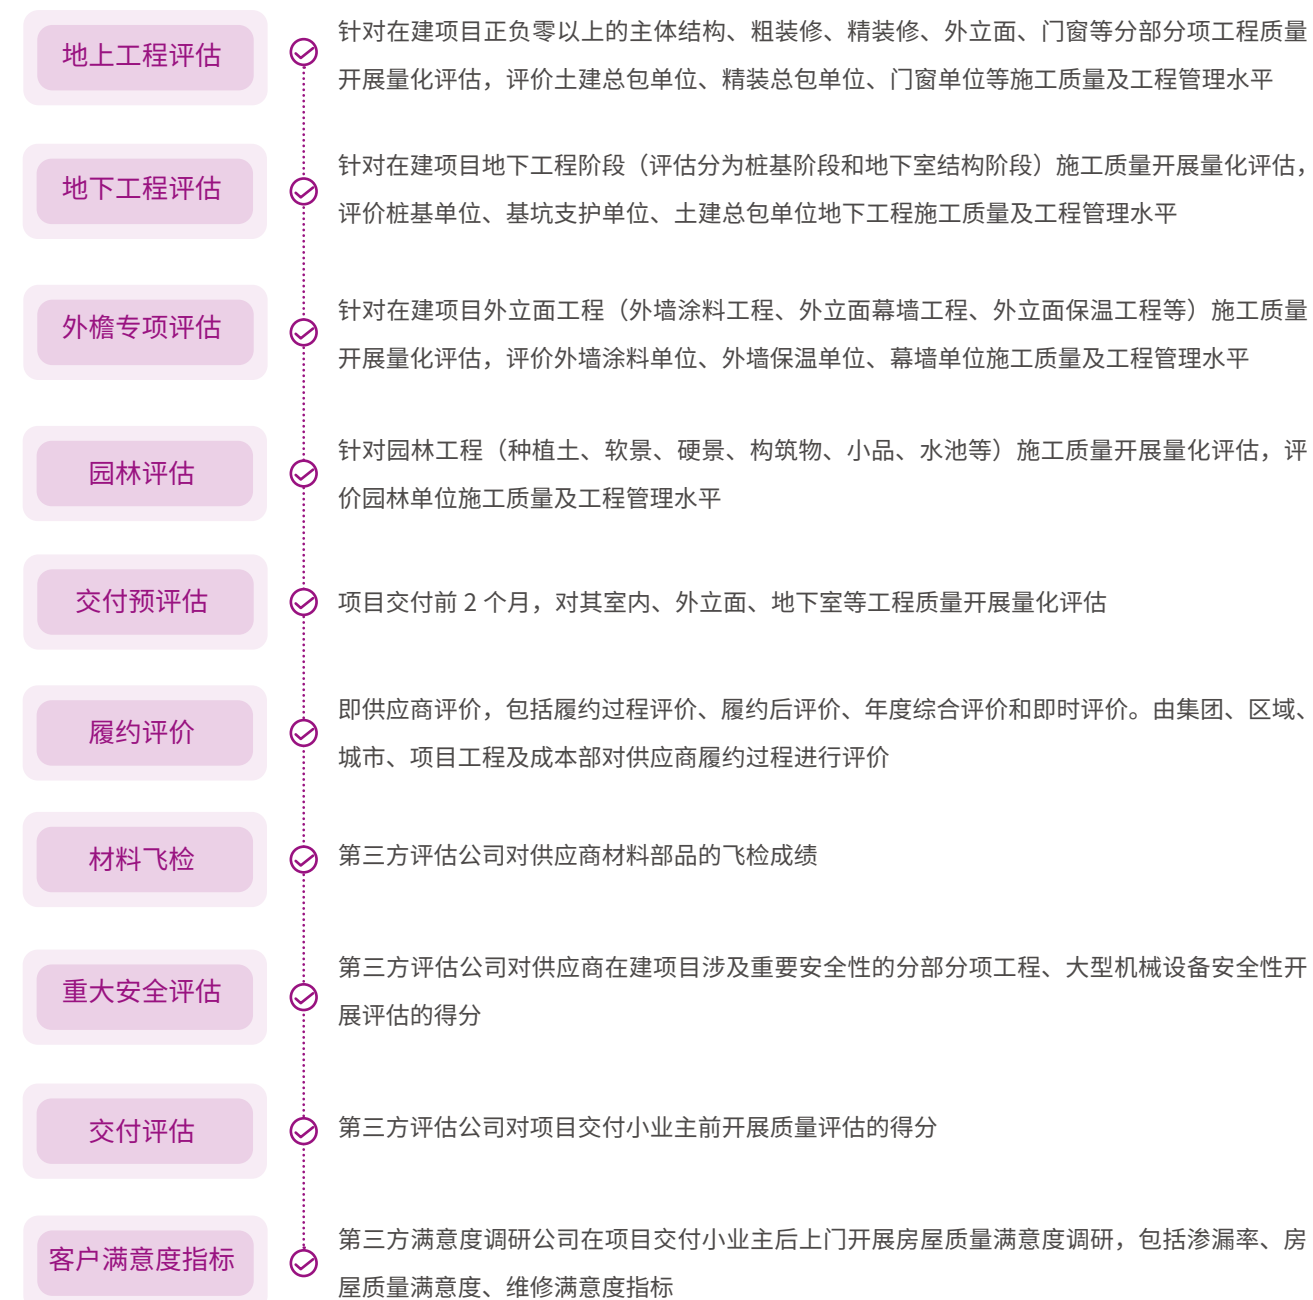 地上工程评估
针对在建项目正负零以上的主体结构、粗装修、精装修、外立面、门窗等分部分项工程质量
开展量化评估，评价土建总包单位、精装总包单位、门窗单位等施工质量及工程管理水平
地下工程评估
针对在建项目地下工程阶段（评估分为桩基阶段和地下室结构阶段）施工质量开展量化评估，
评价桩基单位、基坑支护单位、土建总包单位地下工程施工质量及工程管理水平
外檐专项评估
针对在建项目外立面工程（外墙涂料工程、外立面幕墙工程、外立面保温工程等）施工质量
开展量化评估，评价外墙涂料单位、外墙保温单位、幕墙单位施工质量及工程管理水平
园林评估
针对园林工程（种植土、软景、硬景、构筑物、小品、水池等）施工质量开展量化评估，评
价园林单位施工质量及工程管理水平
交付预评估
项目交付前 2 个月，对其室内、外立面、地下室等工程质量开展量化评估
履约评价
即供应商评价，包括履约过程评价、履约后评价、年度综合评价和即时评价。由集团、区域、
城市、项目工程及成本部对供应商履约过程进行评价
材料飞检
第三方评估公司对供应商材料部品的飞检成绩
重大安全评估
第三方评估公司对供应商在建项目涉及重要安全性的分部分项工程、大型机械设备安全性开
展评估的得分
交付评估
第三方评估公司对项目交付小业主前开展质量评估的得分
客户满意度指标
第三方满意度调研公司在项目交付小业主后上门开展房屋质量满意度调研，包括渗漏率、房
屋质量满意度、维修满意度指标